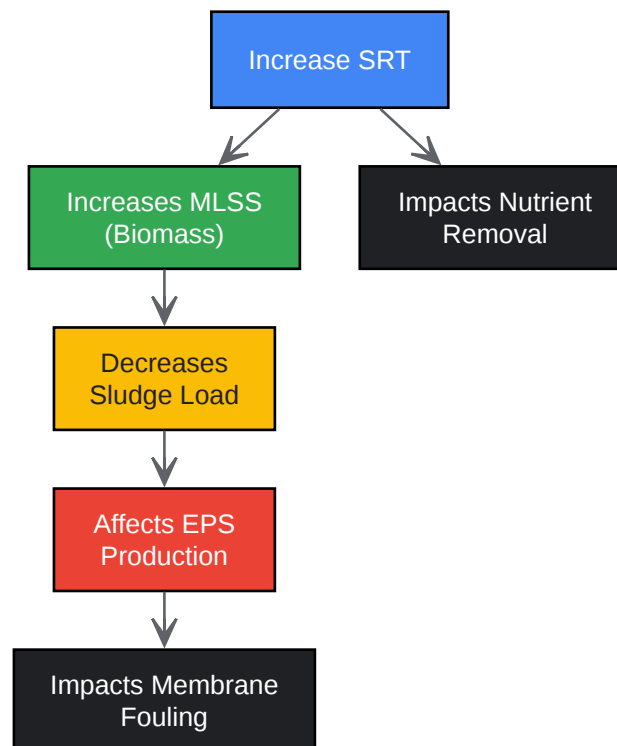 Increase SRT
Increases MLSS
(Biomass)
Impacts Nutrient
Removal
Decreases
Sludge Load
Affects EPS
Production
Impacts Membrane
Fouling